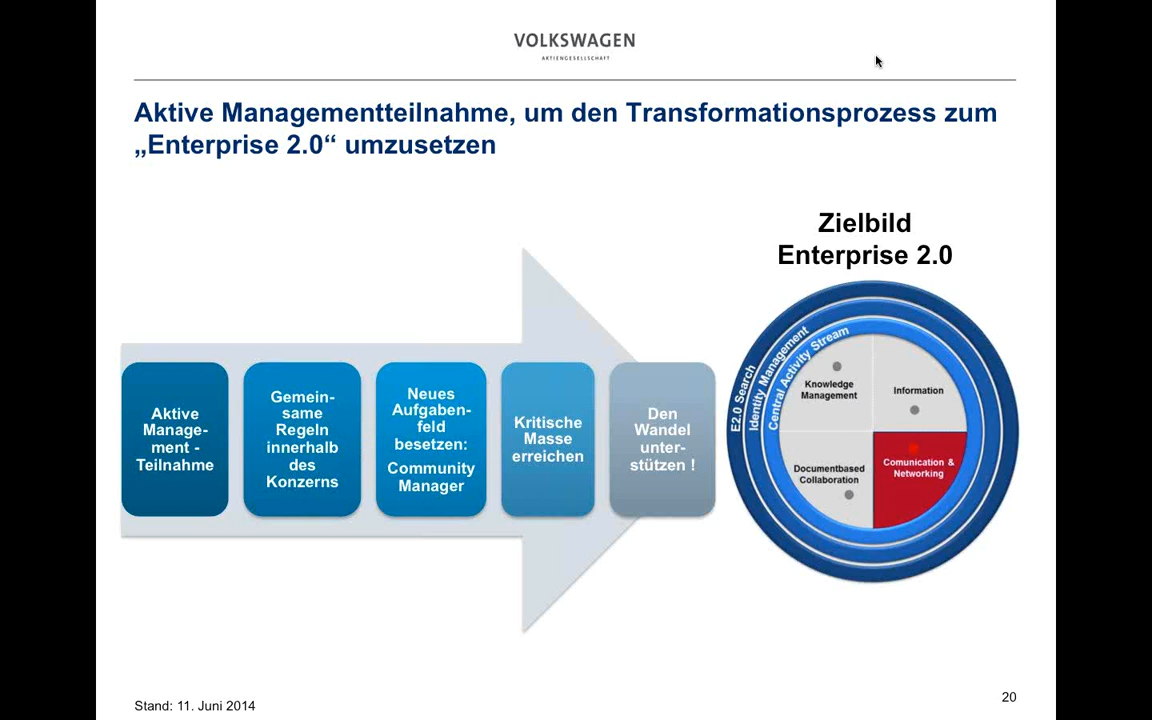 VOLKSWAGEN
AKTIENGESELLSCHAFT
Aktive Managementteilnahme, um den Transformationsprozess zum
„Enterprise 2.0“ umzusetzen
Zielbild
Enterprise 2.0
Aktive
Manage-
ment -
Teilnahme
Gemein-
same
Regeln
innerhalb
des
Konzerns
Neues
Aufgaben-
feld
besetzen:
Community
Manager
Kritische
Masse
erreichen
Den
Wandel
unter-
stützen !
E2.0 Search
Identity Management
Central Activity Stream
Knowledge
Management
Information
Documentbased
Collaboration
Comunication &
Networking
Stand: 11. Juni 2014
20